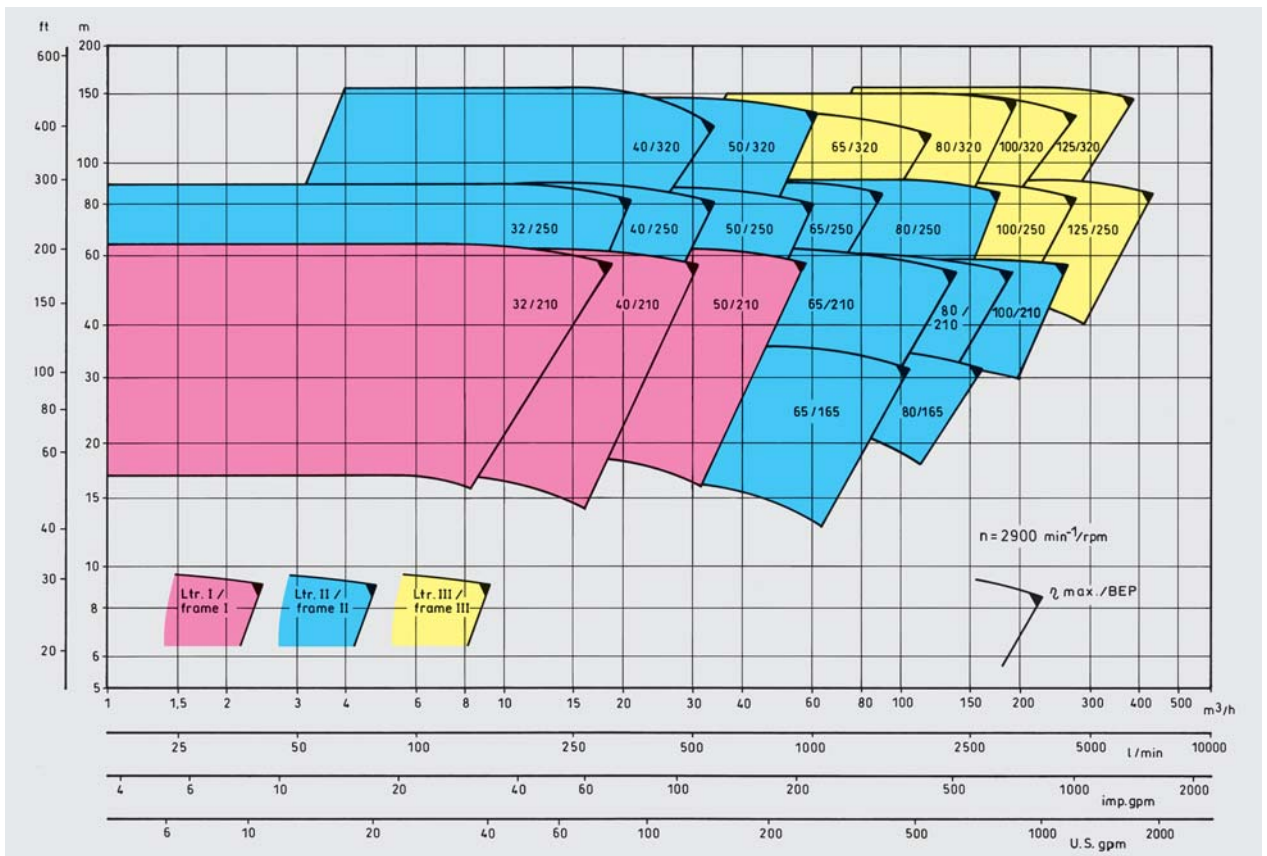 ft m
600
400
300
200
150
100
80
60
40
30
20
200
150
100
80
60
40
30
20
15
10
8
6
5
40/320 50/320 65/320 80/320 100/320 125/320
32/250 40/250 50/250 65/250 80/250 100/250 125/250
32/210 40/210 50/210 65/210 80/ 100/210
210
65/165 80/165
n=2900 min⁻¹/rpm
η max./BEP
Ltr. I / Ltr. II / Ltr. III /
frame I frame II frame III
1 1,5 2 3 4 6 8 10 15 20 30 40 60 80 100 150 200 300 400 500 m³/h
25 50 100 250 500 1000 2500 5000 l/min 10000
4 6 10 20 40 60 100 200 500 1000 2000
imp.gpm
6 10 20 40 60 100 200 500 1000 2000
U.S. gpm